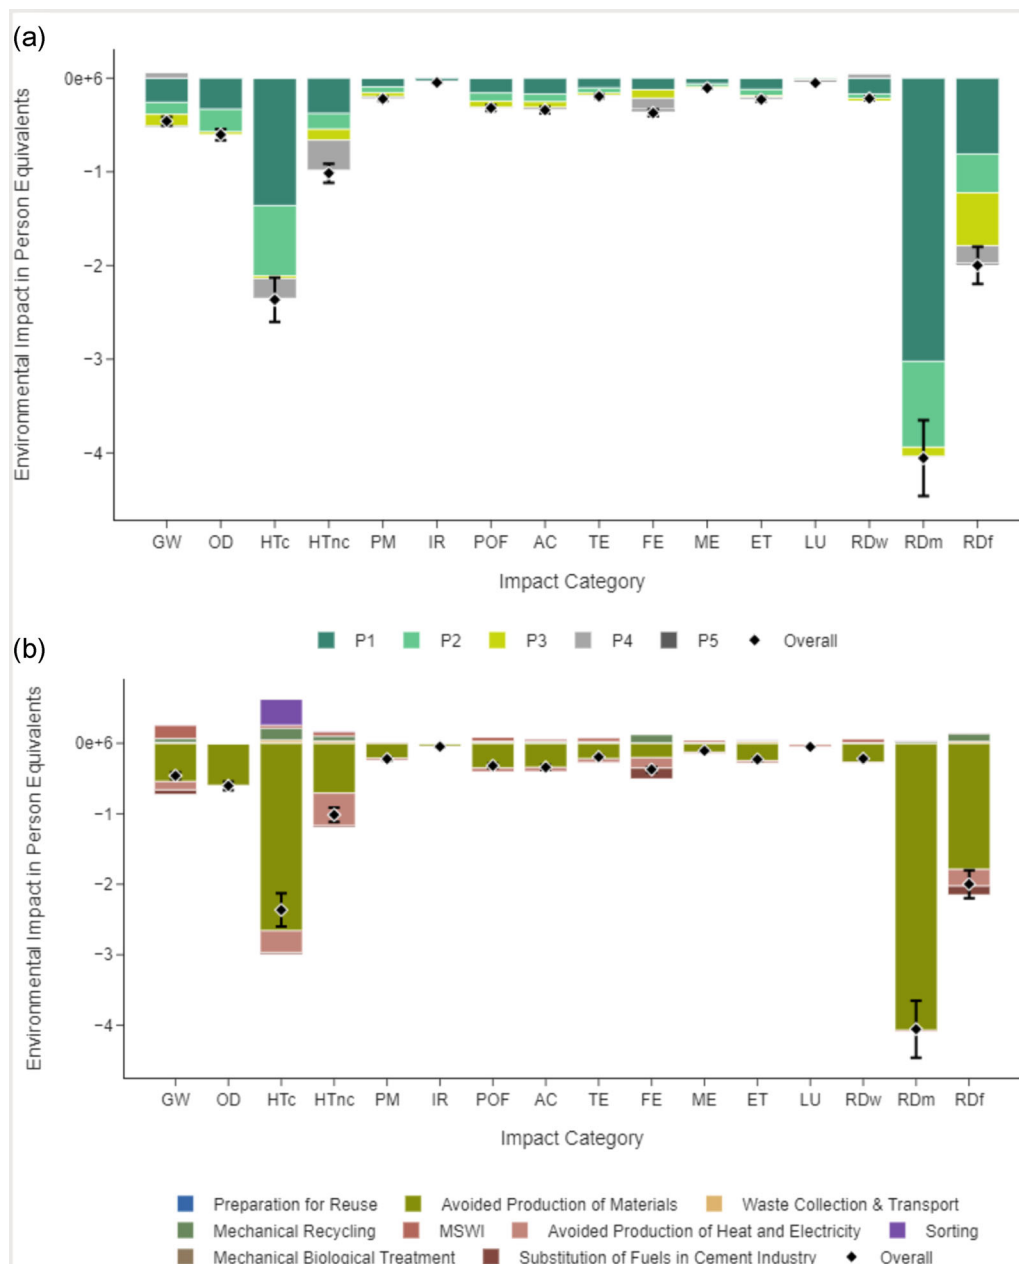 (a)
Environmental Impact in Person Equivalents
0e+6
−1
−2
−3
−4
GW OD HTc HTnc PM IR POF AC TE FE ME ET LU RDw RDm RDf
Impact Category
P1 P2 P3 P4 P5 Overall
(b)
Environmental Impact in Person Equivalents
0e+6
−1
−2
−3
−4
GW OD HTc HTnc PM IR POF AC TE FE ME ET LU RDw RDm RDf
Impact Category
Preparation for Reuse Avoided Production of Materials Waste Collection & Transport
Mechanical Recycling MSWI Avoided Production of Heat and Electricity Sorting
Mechanical Biological Treatment Substitution of Fuels in Cement Industry Overall